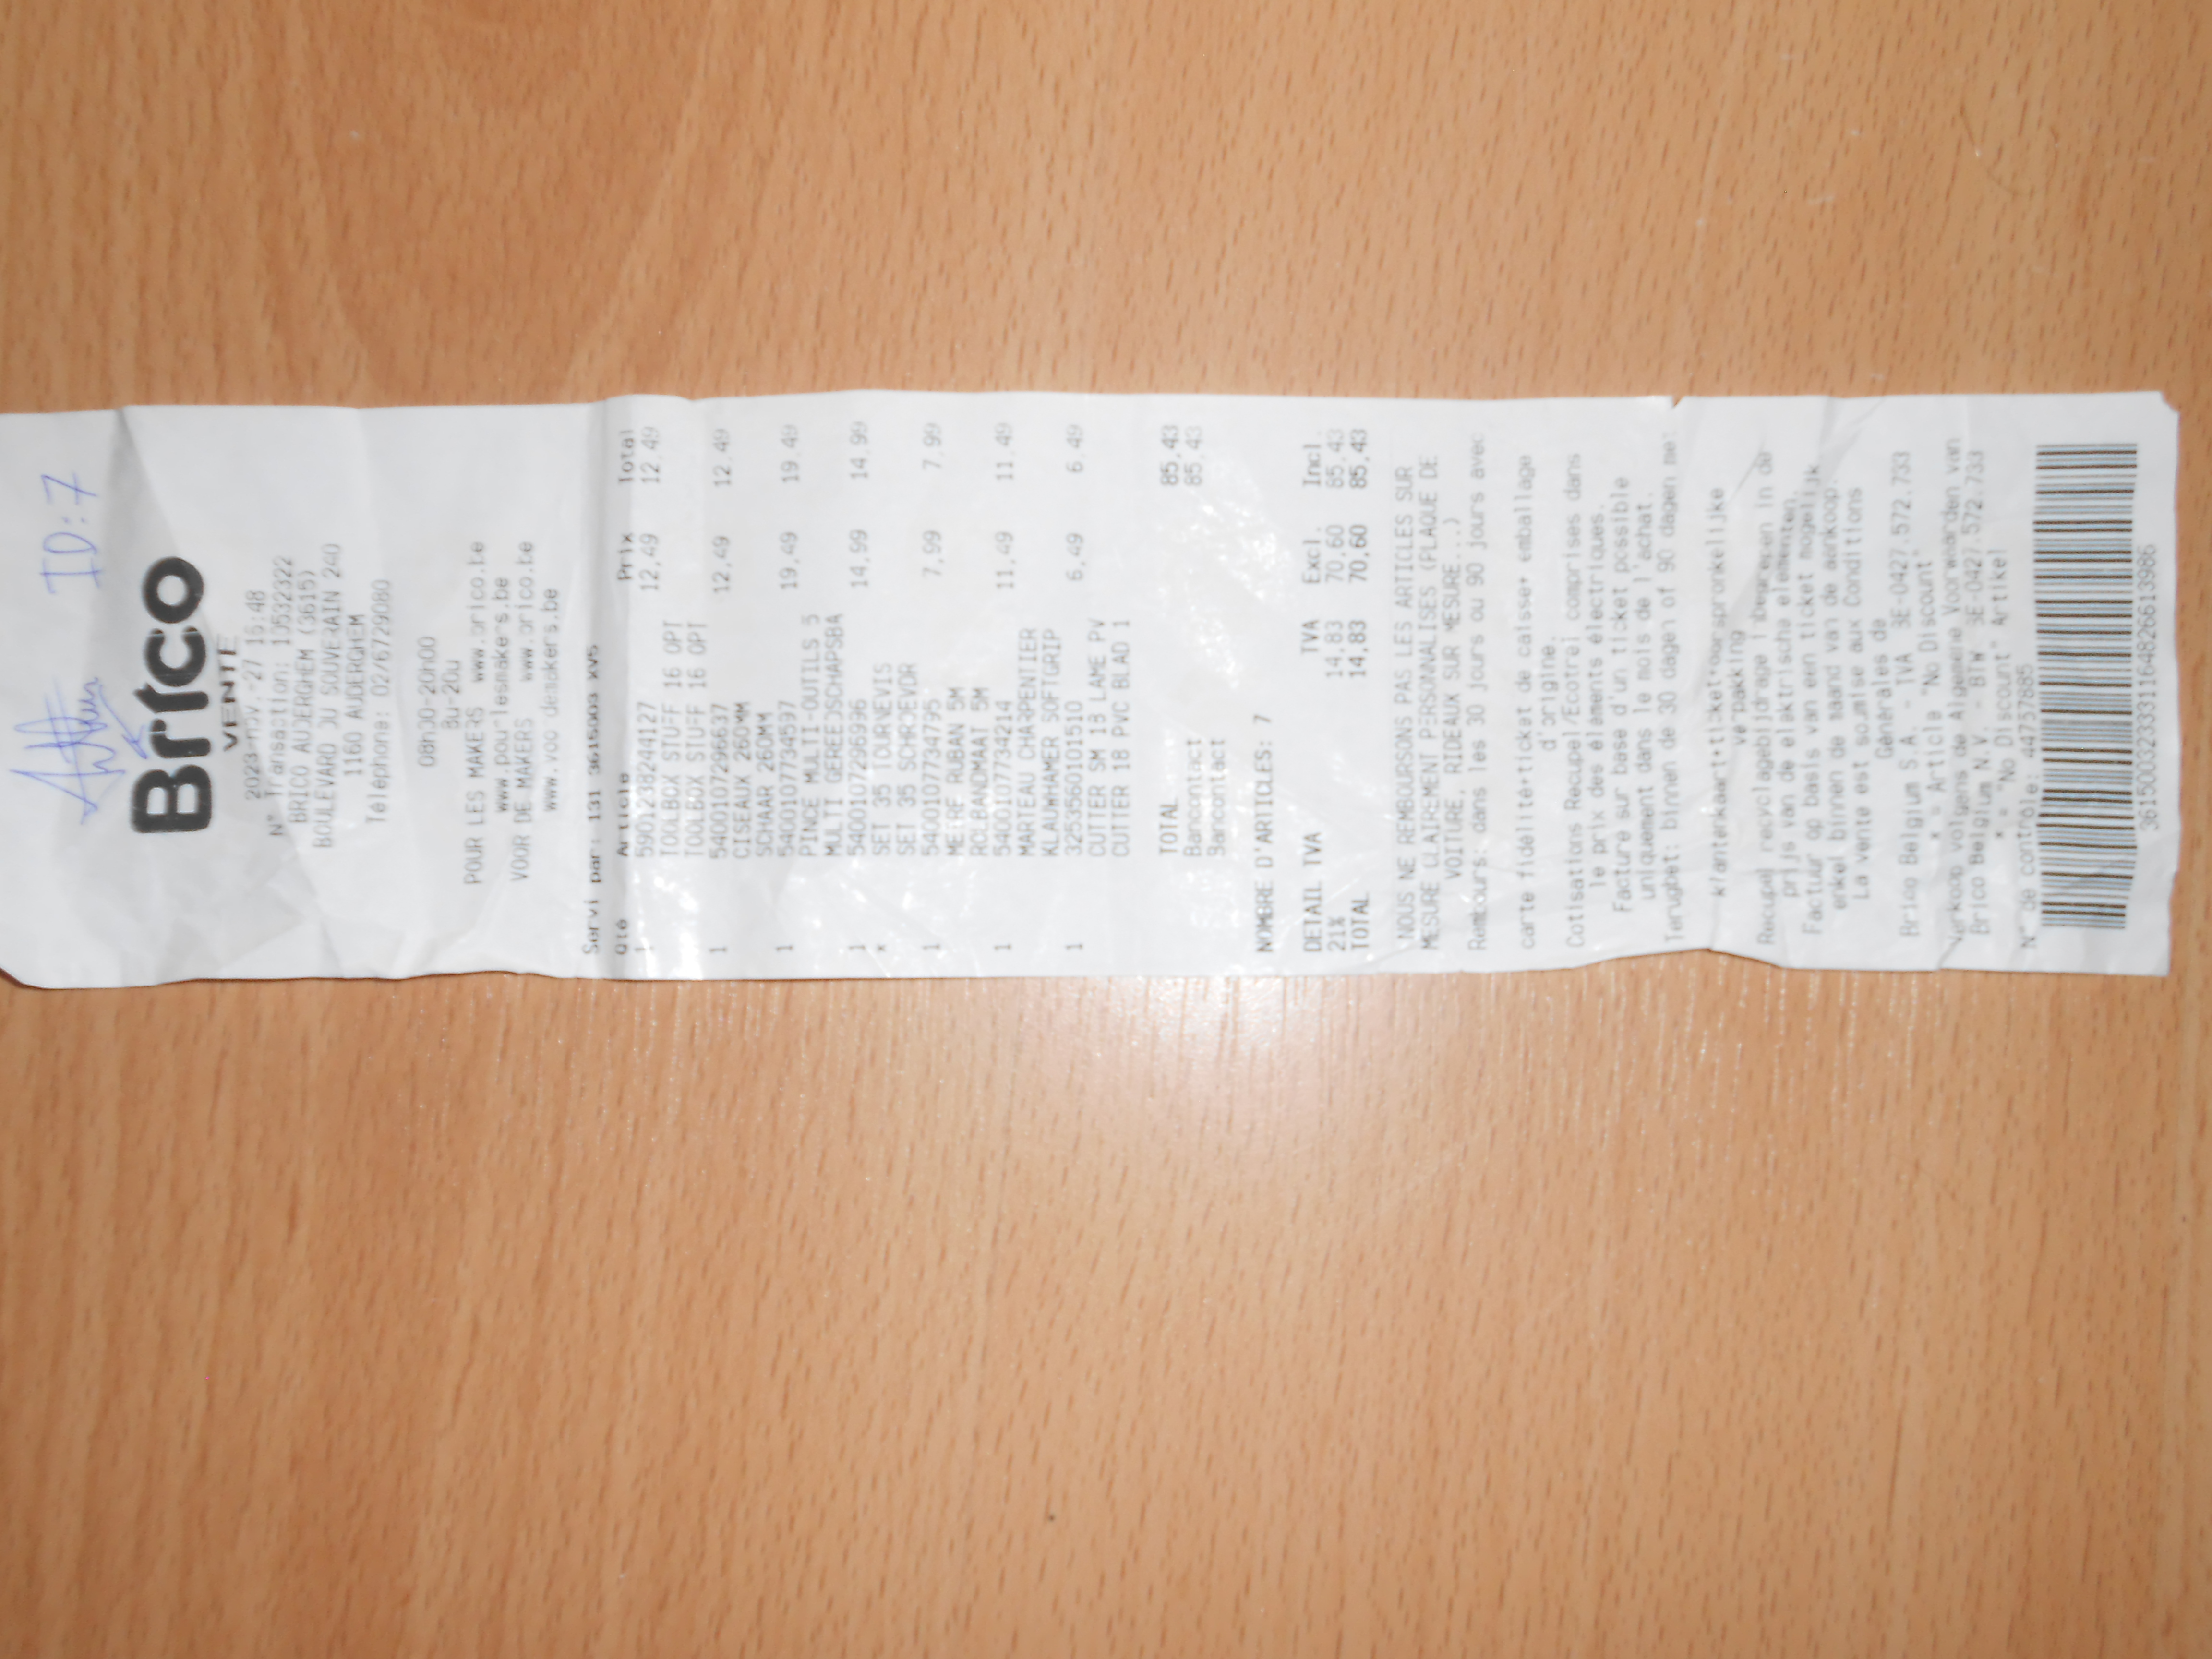 Arthur ID:7
Brico
VENTE
2023-nov.-27 16:48
N° Transaction: 10532322
BRICO AUDERGHEM (3615)
BOULEVARD DU SOUVERAIN 240
1160 AUDERGHEM
Téléphone: 02/6729080
08h00-20h00
8u-20u
POUR LES MAKERS www.brico.be
www.pourlesmakers.be
VOOR DE MAKERS www.brico.be
www.voordemakers.be
Servi par: 131 3615003 KV5
Qté Article Prix Total
1 5901238244127 12,49 12,49
TOOLBOX STUFF 16 OPT
TOOLBOX STUFF 16 OPT
1 5400107296637 12,49 12,49
CISEAUX 260MM
SCHAAR 260MM
1 5400107734597 19,49 19,49
PINCE MULTI-OUTILS 5
MULTI GEREEDSCHAPSBA
1 5400107296996 14,99 14,99
* SET 35 TOURNEVIS
SET 35 SCHROEVDR
1 5400107734795 7,99 7,99
METRE RUBAN 5M
ROLBANDMAAT 5M
1 5400107734214 11,49 11,49
MARTEAU CHARPENTIER
KLAUWHAMER SOFTGRIP
1 3253560101510 6,49 6,49
CUTTER SM 18 LAME PV
CUTTER 18 PVC BLAD 1
TOTAL 85,43
Bancontact 85,43
Bancontact
NOMBRE D'ARTICLES: 7
DETAIL TVA TVA Excl. Incl.
21% 14,83 70,60 85,43
TOTAL 14,83 70,60 85,43
NOUS NE REMBOURSONS PAS LES ARTICLES SUR
MESURE CLAIREMENT PERSONNALISES (PLAQUE DE
VOITURE, RIDEAUX SUR MESURE...)
Rembours: dans les 30 jours ou 90 jours avec
carte fidélité+ticket de caisse+ emballage
d'origine.
Cotisations Recupel/Ecotrel comprises dans
le prix des éléments électriques.
Facture sur base d'un ticket possible
uniquement dans le mois de l'achat.
Terugbet: binnen de 30 dagen of 90 dagen met
klantenkaart+ticket+oorspronkelijke
verpakking
Recupel recyclagebijdrage inbegrepen in de
prijs van de elektrische elementen.
Factuur op basis van een ticket mogelijk
enkel binnen de maand van de aankoop.
La vente est soumise aux Conditions
Générales de
Brico Belgium S.A. - TVA BE-0427.572.733
* = Article "No Discount"
Verkoop volgens de Algemene Voorwaarden van
Brico Belgium N.V. - BTW BE-0427.572.733
* = "No Discount" Artikel
N° de contrôle: 44757885
361500323331164826613986